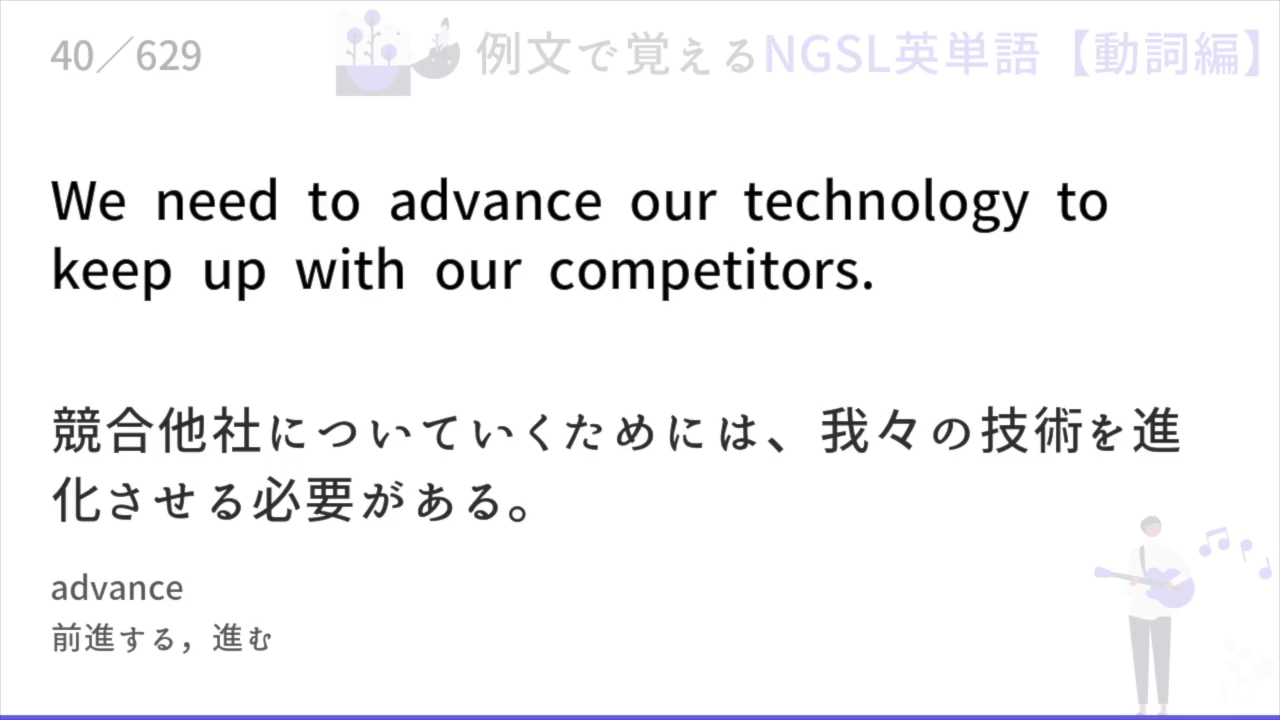 40／629
例文で覚えるNGSL英単語【動詞編】
We need to advance our technology to
keep up with our competitors.
競合他社についていくためには、我々の技術を進
化させる必要がある。
advance
前進する，進む